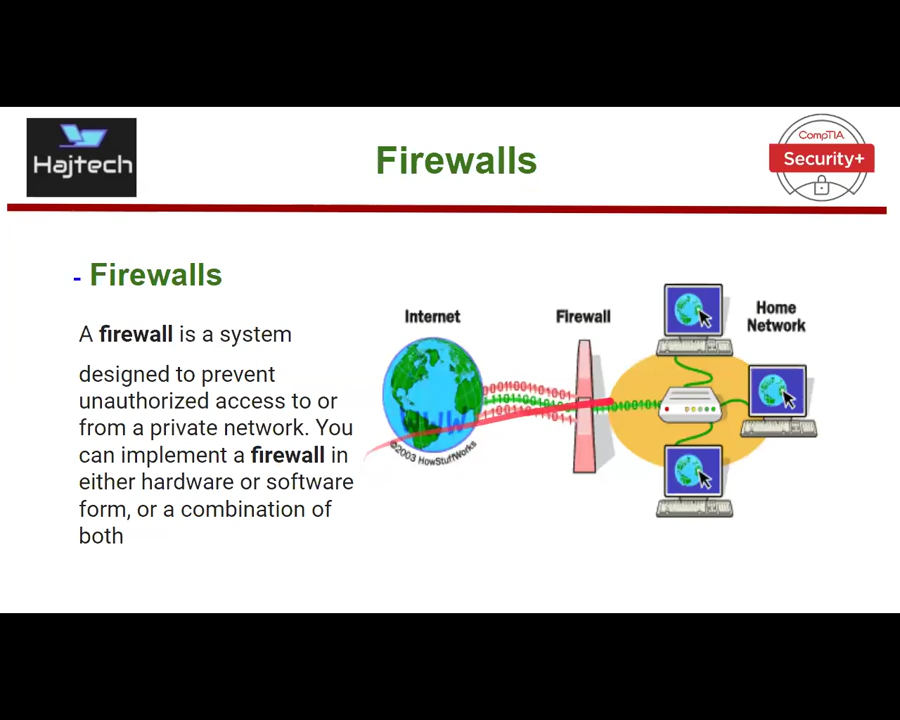 Hajtech
Firewalls
CompTIA
Security+
- Firewalls
A firewall is a system
designed to prevent
unauthorized access to or
from a private network. You
can implement a firewall in
either hardware or software
form, or a combination of
both
Internet
Firewall
Home
Network
WWW
©2003 HowStuffWorks